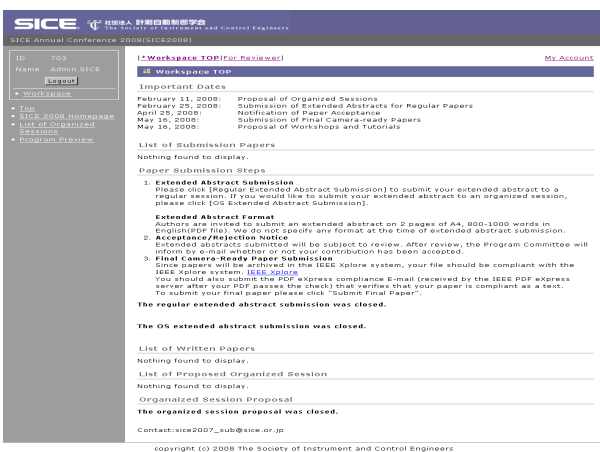 SICE 社団法人 計測自動制御学会
The Society of Instrument and Control Engineers
SICE Annual Conference 2008(SICE2008)
ID 703
Name Admin SICE
Logout
Workspace
Top
SICE 2008 Homepage
List of Organized
Sessions
Program Preview
|*Workspace TOP|For Reviewer| My Account
Workspace TOP
Important Dates
February 11, 2008: Proposal of Organized Sessions
February 25, 2008: Submission of Extended Abstracts for Regular Papers
April 25, 2008: Notification of Paper Acceptance
May 16, 2008: Submission of Final Camera-ready Papers
May 16, 2008: Proposal of Workshops and Tutorials
List of Submission Papers
Nothing found to display.
Paper Submission Steps
1. Extended Abstract Submission
Please click [Regular Extended Abstract Submission] to submit your extended abstract to a
regular session. If you would like to submit your extended abstract to an organized session,
please click [OS Extended Abstract Submission].
Extended Abstract Format
Authors are invited to submit an extended abstract on 2 pages of A4, 800-1000 words in
English(PDF file). We do not specify any format at the time of extended abstract submission.
2. Acceptance/Rejection Notice
Extended abstracts submitted will be subject to review. After review, the Program Committee will
inform by e-mail whether or not your contribution has been accepted.
3. Final Camera-Ready Paper Submission
Since papers will be archived in the IEEE Xplore system, your file should be compliant with the
IEEE Xplore system. IEEE Xplore
You should also submit the PDF eXpress compliance E-mail (received by the IEEE PDF eXpress
server after your PDF passes the check) that verifies that your paper is compliant as a text.
To submit your final paper please click "Submit Final Paper".
The regular extended abstract submission was closed.
The OS extended abstract submission was closed.
List of Written Papers
Nothing found to display.
List of Proposed Organized Session
Nothing found to display.
Orgnaized Session Proposal
The organized session proposal was closed.
Contact:sice2007_sub@sice.or.jp
copyright (c) 2008 The Society of Instrument and Control Engineers